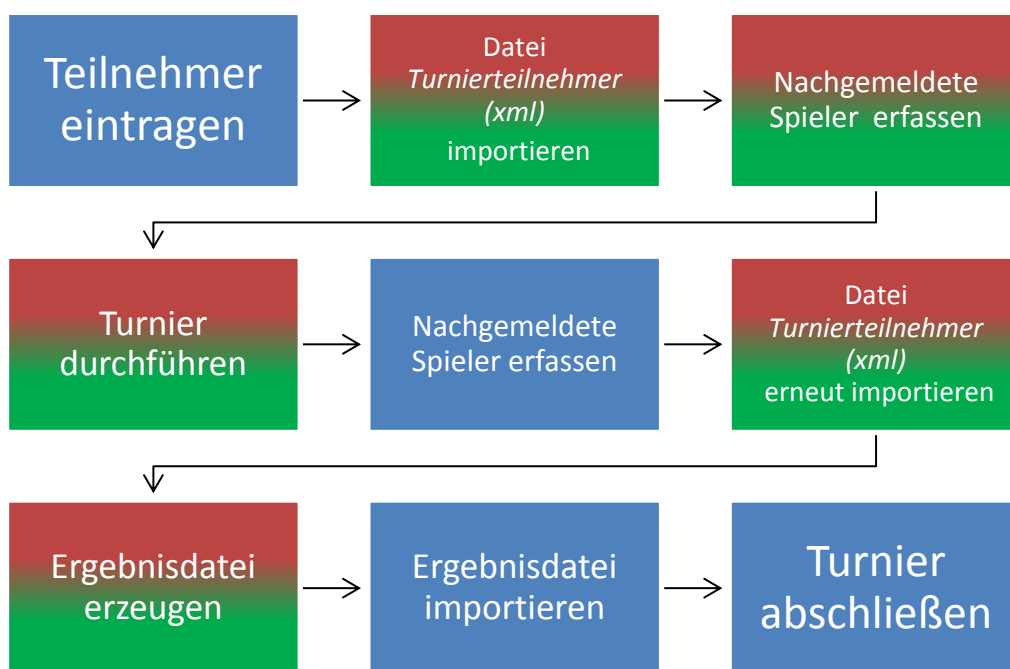 Teilnehmer
eintragen
Datei
Turnierteilnehmer
(xml)
importieren
Nachgemeldete
Spieler erfassen
Turnier
durchführen
Nachgemeldete
Spieler erfassen
Datei
Turnierteilnehmer
(xml)
erneut importieren
Ergebnisdatei
erzeugen
Ergebnisdatei
importieren
Turnier
abschließen